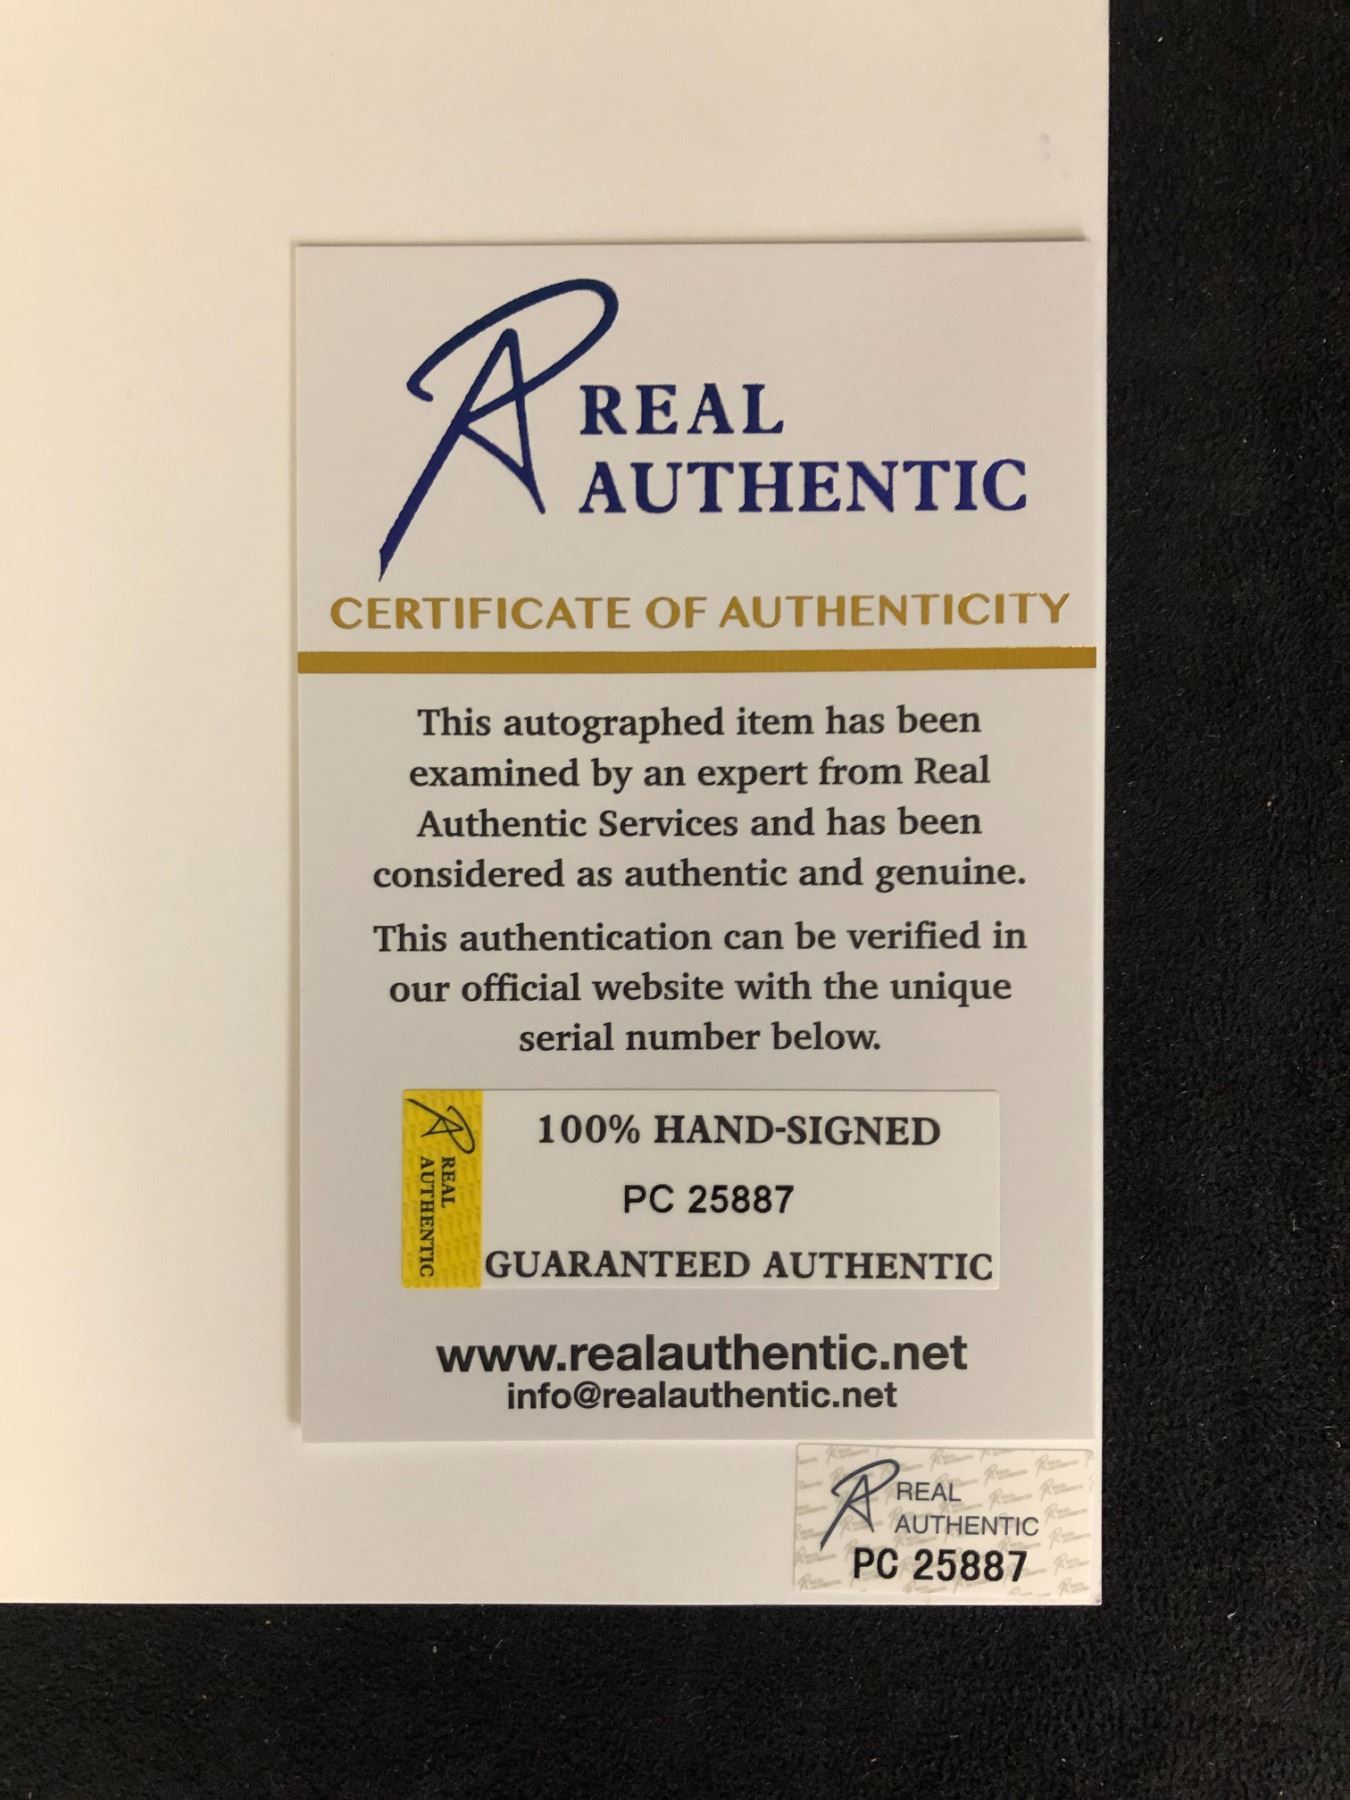 REAL
AUTHENTIC
CERTIFICATE OF AUTHENTICITY
This autographed item has been
examined by an expert from Real
Authentic Services and has been
considered as authentic and genuine.
This authentication can be verified in
our official website with the unique
serial number below.
REAL
AUTHENTIC
100% HAND-SIGNED
PC 25887
GUARANTEED AUTHENTIC
www.realauthentic.net
info@realauthentic.net
REAL
AUTHENTIC
PC 25887